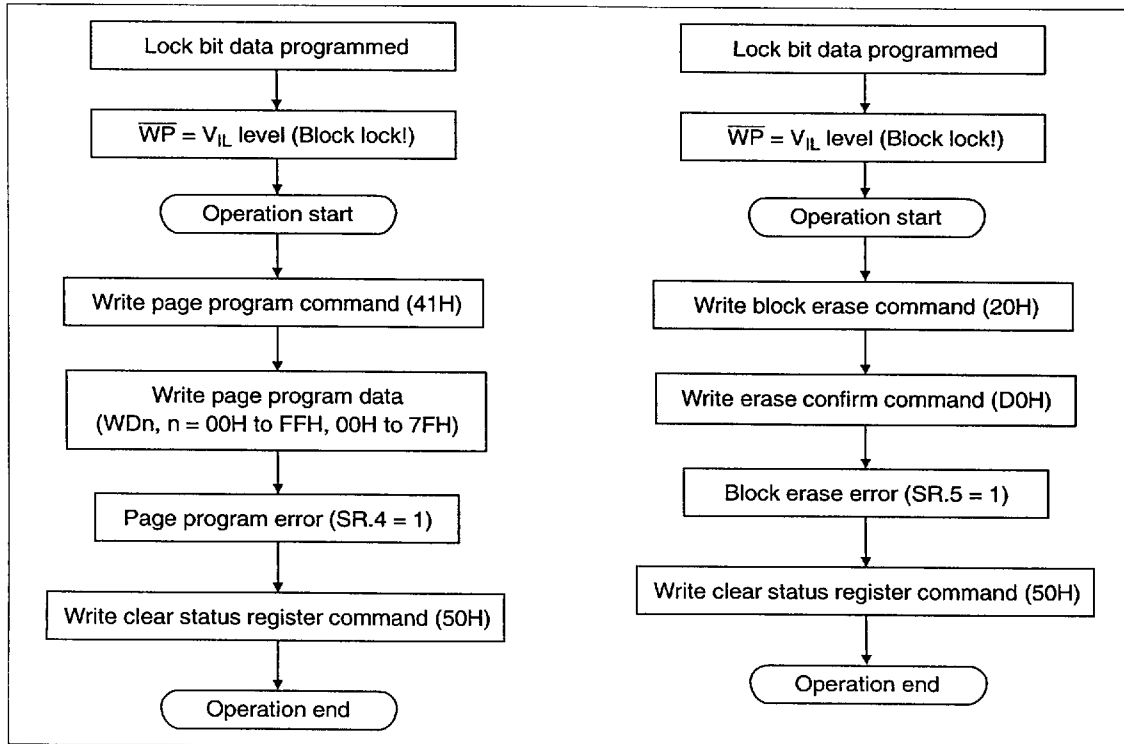 Lock bit data programmed
W̅P̅ = VIL level (Block lock!)
Operation start
Write page program command (41H)
Write page program data
(WDn, n = 00H to FFH, 00H to 7FH)
Page program error (SR.4 = 1)
Write clear status register command (50H)
Operation end
Lock bit data programmed
W̅P̅ = VIL level (Block lock!)
Operation start
Write block erase command (20H)
Write erase confirm command (D0H)
Block erase error (SR.5 = 1)
Write clear status register command (50H)
Operation end